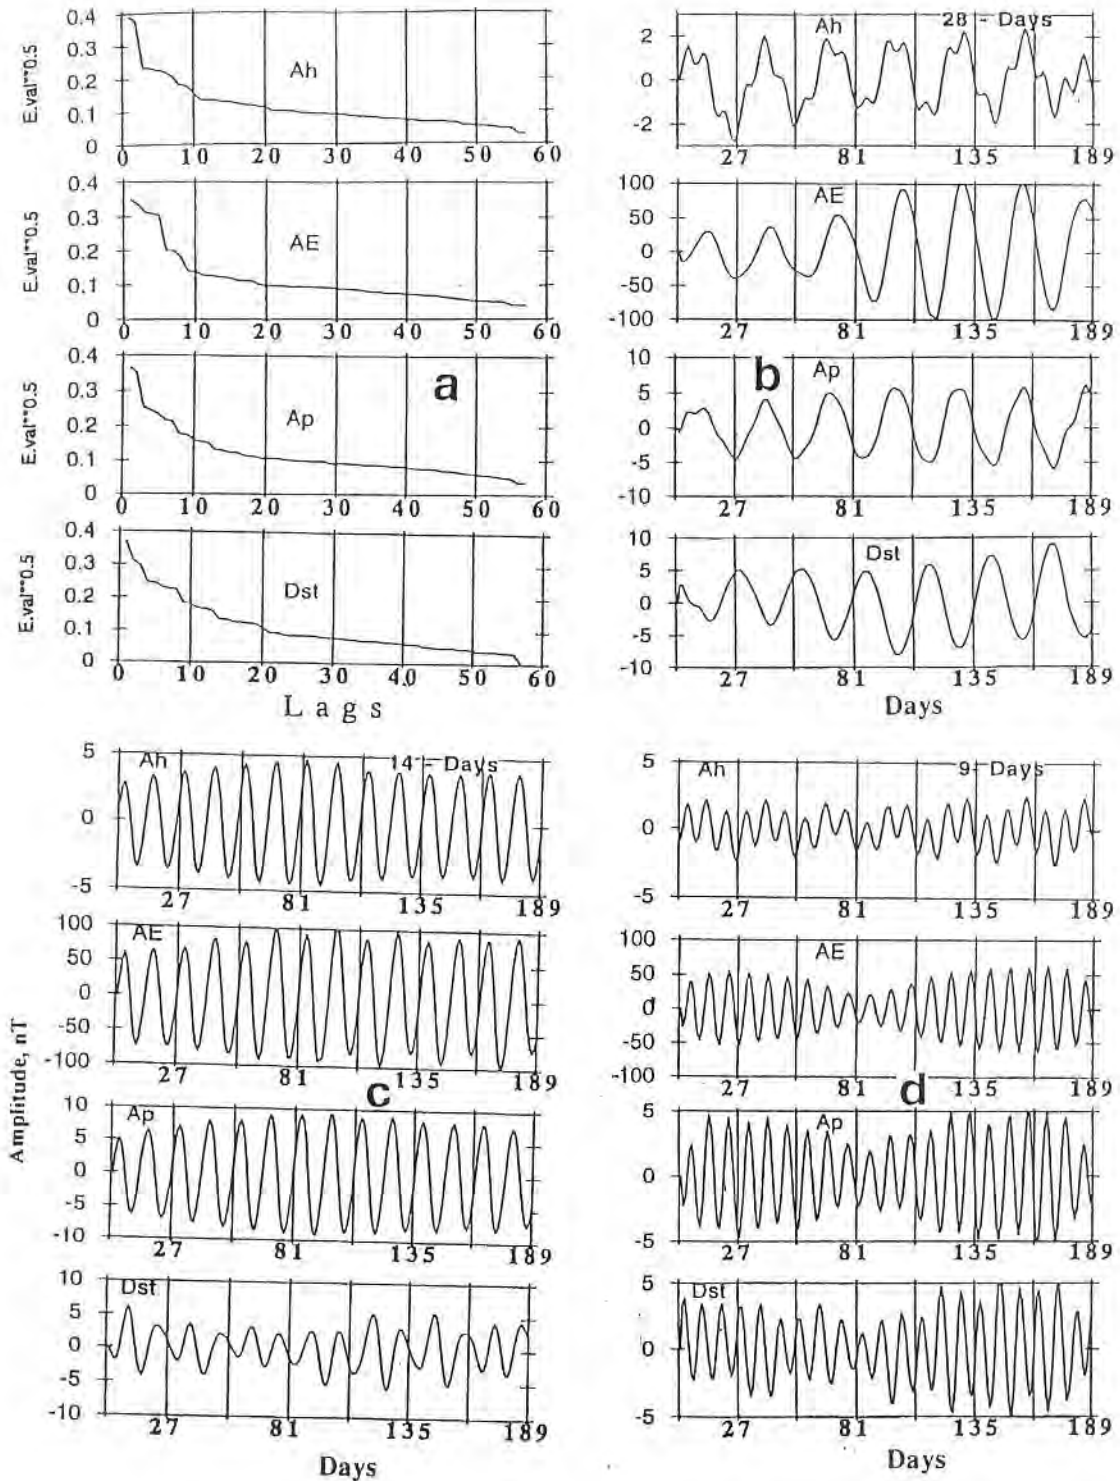 E.val**0.5
0.4
0.3
0.2
0.1
0
Ah
0 10 20 30 40 50 60
E.val**0.5
0.4
0.3
0.2
0.1
0
AE
0 10 20 30 40 50 60
E.val**0.5
0.4
0.3
0.2
0.1
0
Ap
a
0 10 20 30 40 50 60
E.val**0.5
0.4
0.3
0.2
0.1
0
Dst
0 10 20 30 40 50 60
Lags
28 - Days
Ah
2
0
-2
27 81 135 189
AE
100
50
0
-50
-100
27 81 135 189
b
Ap
10
5
0
-5
-10
27 81 135 189
Dst
10
5
0
-5
-10
27 81 135 189
Days
Amplitude, nT
Ah
14 - Days
5
0
-5
27 81 135 189
AE
100
50
0
-50
-100
27 81 135 189
c
Ap
10
5
0
-5
-10
27 81 135 189
Dst
10
5
0
-5
-10
27 81 135 189
Days
Ah
9- Days
5
0
-5
27 81 135 189
AE
100
50
0
-50
-100
27 81 135 189
d
Ap
5
0
-5
27 81 135 189
Dst
5
0
-5
27 81 135 189
Days